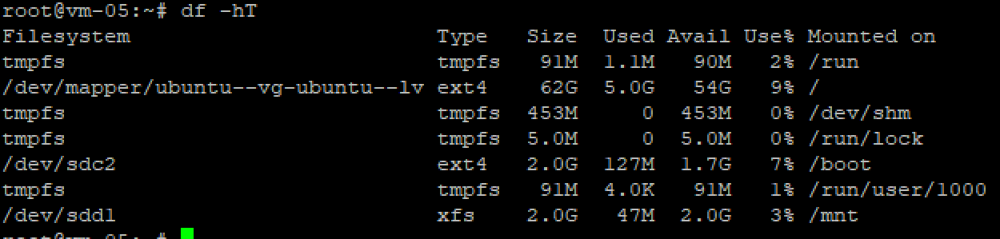 root@vm-05:~# df -hT
Filesystem Type Size Used Avail Use% Mounted on
tmpfs tmpfs 91M 1.1M 90M 2% /run
/dev/mapper/ubuntu--vg-ubuntu--lv ext4 62G 5.0G 54G 9% /
tmpfs tmpfs 453M 0 453M 0% /dev/shm
tmpfs tmpfs 5.0M 0 5.0M 0% /run/lock
/dev/sdc2 ext4 2.0G 127M 1.7G 7% /boot
tmpfs tmpfs 91M 4.0K 91M 1% /run/user/1000
/dev/sdd1 xfs 2.0G 47M 2.0G 3% /mnt
root@vm-05:~#